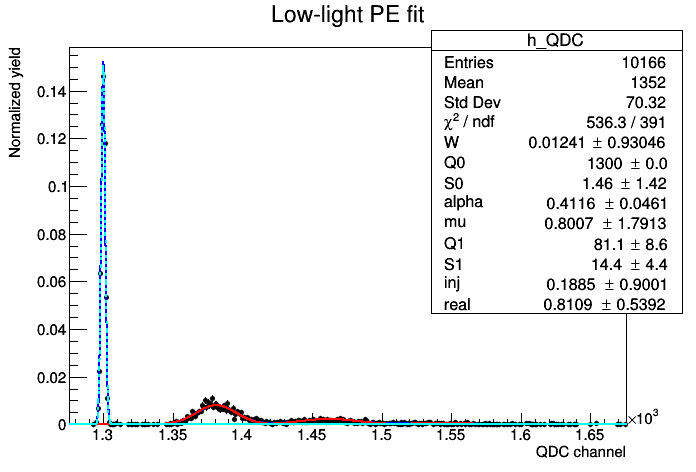 Low-light PE fit
h_QDC
Entries 10166
Mean 1352
Std Dev 70.32
χ² / ndf 536.3 / 391
W 0.01241 ± 0.93046
Q0 1300 ± 0.0
S0 1.46 ± 1.42
alpha 0.4116 ± 0.0461
mu 0.8007 ± 1.7913
Q1 81.1 ± 8.6
S1 14.4 ± 4.4
inj 0.1885 ± 0.9001
real 0.8109 ± 0.5392
Normalized yield
0.14
0.12
0.1
0.08
0.06
0.04
0.02
0
1.3 1.35 1.4 1.45 1.5 1.55 1.6 1.65 ×10³
QDC channel